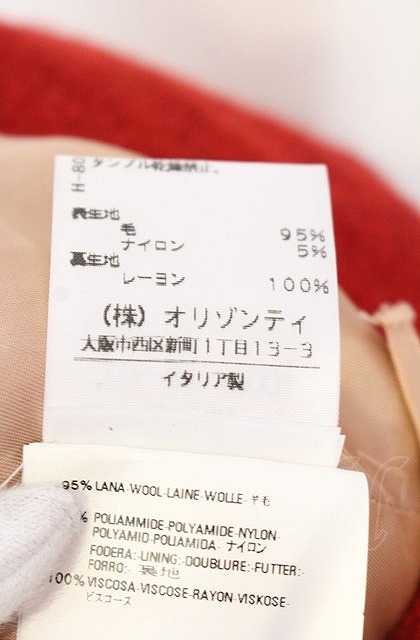 H-80 タンブル乾燥禁止。
表生地
毛 95%
ナイロン 5%
裏生地
レーヨン 100%
(株) オリゾンティ
大阪市西区新町1丁目13-3
イタリア製
95% LANA-WOOL-LAINE-WOLLE-羊毛
% POLIAMMIDE-POLYAMIDE-NYLON-
POLYAMID-POLIAMIDA- ナイロン
FODERA:-LINING:-DOUBLURE:-FUTTER:-
FORRO:- 裏地
100% VISCOSA-VISCOSE-RAYON-VISKOSE-
ビスコース